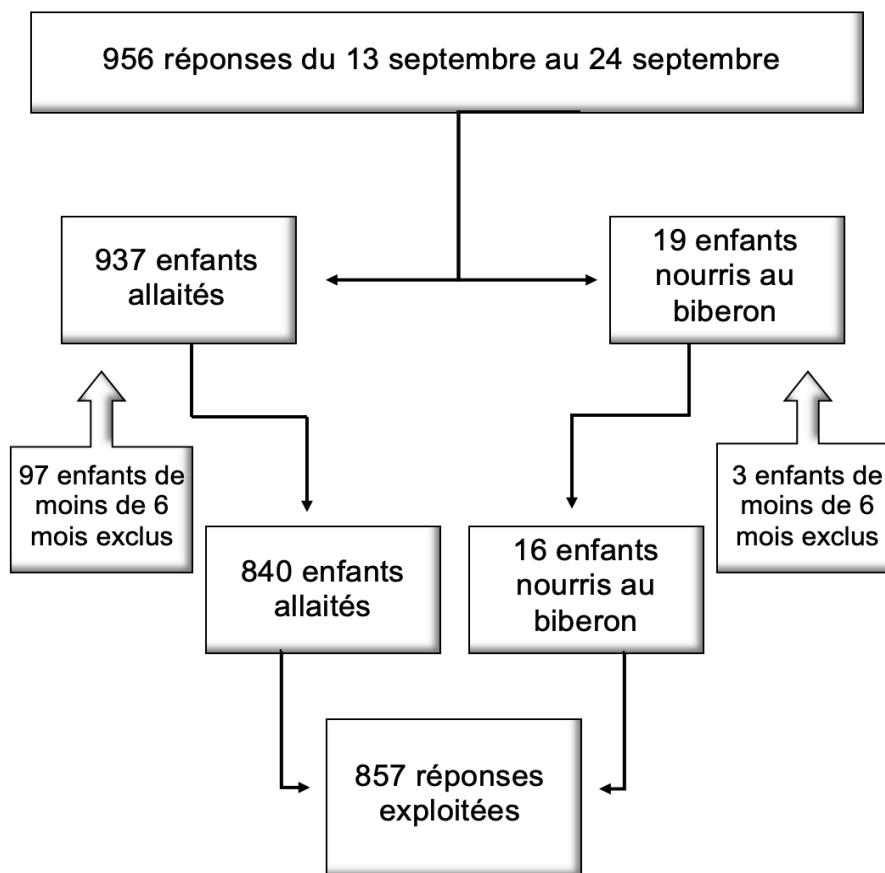 956 réponses du 13 septembre au 24 septembre
937 enfants
allaités
19 enfants
nourris au
biberon
97 enfants de
moins de 6
mois exclus
3 enfants de
moins de 6
mois exclus
840 enfants
allaités
16 enfants
nourris au
biberon
857 réponses
exploitées